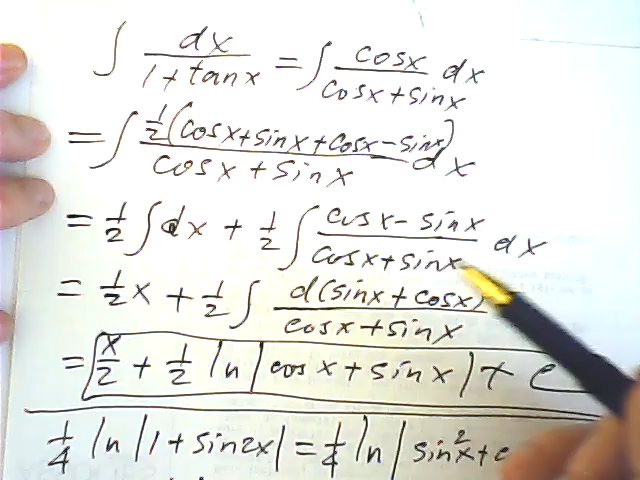 ∫ dx / (1+tanx) = ∫ cosx / (cosx+sinx) dx
= ∫ ½(cosx+sinx+cosx−sinx) / (cosx+sinx) dx
= ½ ∫ dx + ½ ∫ (cosx−sinx) / (cosx+sinx) dx
= ½x + ½ ∫ d(sinx+cosx) / (cosx+sinx)
= x/2 + ½ ln|cosx+sinx| + c
¼ ln|1+sin2x| = ¼ ln|sin²x+c